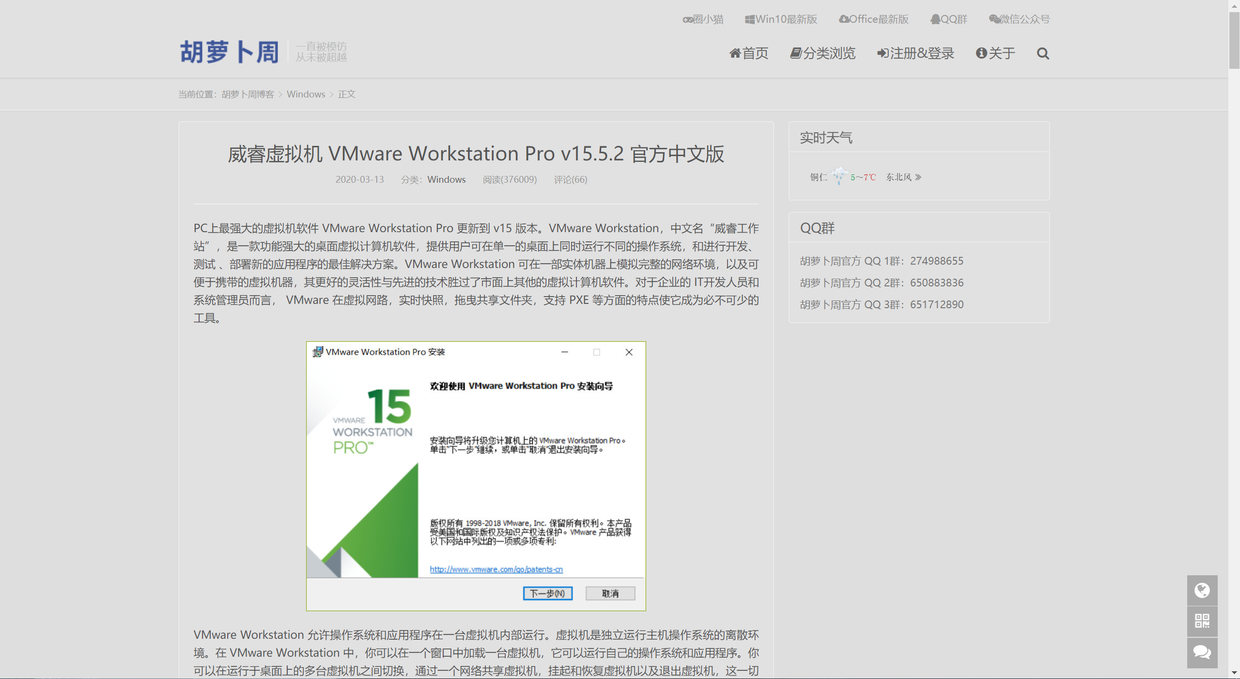 圈小猫 Win10最新版 Office最新版 QQ群 微信公众号
胡萝卜周
一直被模仿
从未被超越
首页 分类浏览 注册&登录 关于
当前位置：胡萝卜周博客 > Windows > 正文
威睿虚拟机 VMware Workstation Pro v15.5.2 官方中文版
2020-03-13 分类：Windows 阅读(376009) 评论(66)
PC上最强大的虚拟机软件 VMware Workstation Pro 更新到 v15 版本。VMware Workstation，中文名“威睿工作
站”，是一款功能强大的桌面虚拟计算机软件，提供用户可在单一的桌面上同时运行不同的操作系统，和进行开发、
测试 、部署新的应用程序的最佳解决方案。VMware Workstation 可在一部实体机器上模拟完整的网络环境，以及可
便于携带的虚拟机器，其更好的灵活性与先进的技术胜过了市面上其他的虚拟计算机软件。对于企业的 IT开发人员和
系统管理员而言， VMware 在虚拟网路，实时快照，拖曳共享文件夹，支持 PXE 等方面的特点使它成为必不可少的
工具。
VMware Workstation Pro 安装
欢迎使用 VMware Workstation Pro 安装向导
15
VMWARE
WORKSTATION
PRO™
安装向导将升级您计算机上的 VMware Workstation Pro。
单击“下一步”继续，或单击“取消”退出安装向导。
版权所有 1998-2018 VMware, Inc. 保留所有权利。本产品
受美国和国际版权及知识产权法保护。VMware 产品获得
以下网站中列出的一项或多项专利:
http://www.vmware.com/go/patents-cn
下一步(N) 取消
VMware Workstation 允许操作系统和应用程序在一台虚拟机内部运行。虚拟机是独立运行主机操作系统的离散环
境。在 VMware Workstation 中，你可以在一个窗口中加载一台虚拟机，它可以运行自己的操作系统和应用程序。你
可以在运行于桌面上的多台虚拟机之间切换，通过一个网络共享虚拟机，挂起和恢复虚拟机以及退出虚拟机，这一切
实时天气
铜仁 6～7℃ 东北风
QQ群
胡萝卜周官方 QQ 1群：274988655
胡萝卜周官方 QQ 2群：650883836
胡萝卜周官方 QQ 3群：651712890